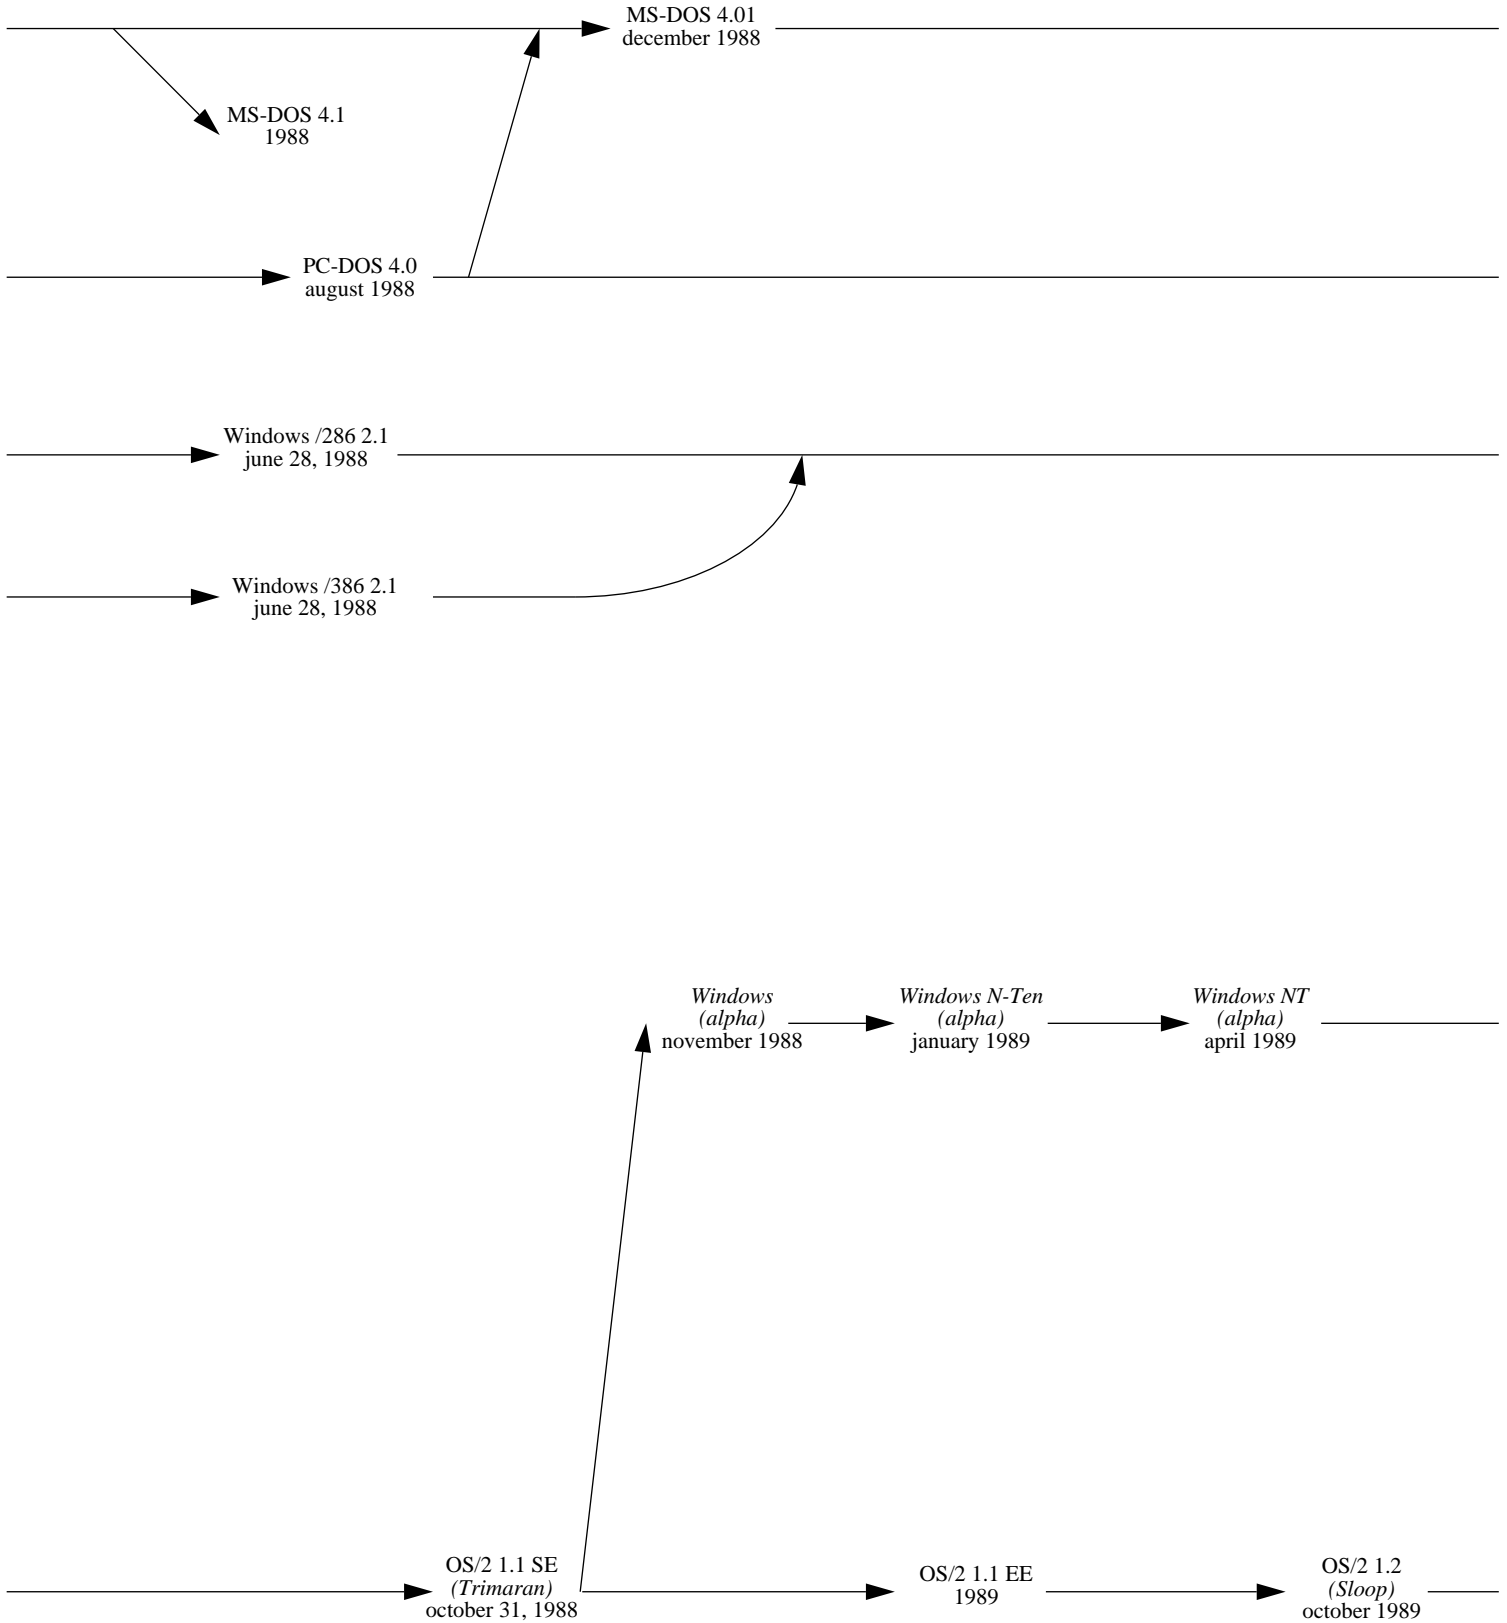 MS-DOS 4.01
december 1988
MS-DOS 4.1
1988
PC-DOS 4.0
august 1988
Windows /286 2.1
june 28, 1988
Windows /386 2.1
june 28, 1988
Windows
(alpha)
november 1988
Windows N-Ten
(alpha)
january 1989
Windows NT
(alpha)
april 1989
OS/2 1.1 SE
(Trimaran)
october 31, 1988
OS/2 1.1 EE
1989
OS/2 1.2
(Sloop)
october 1989